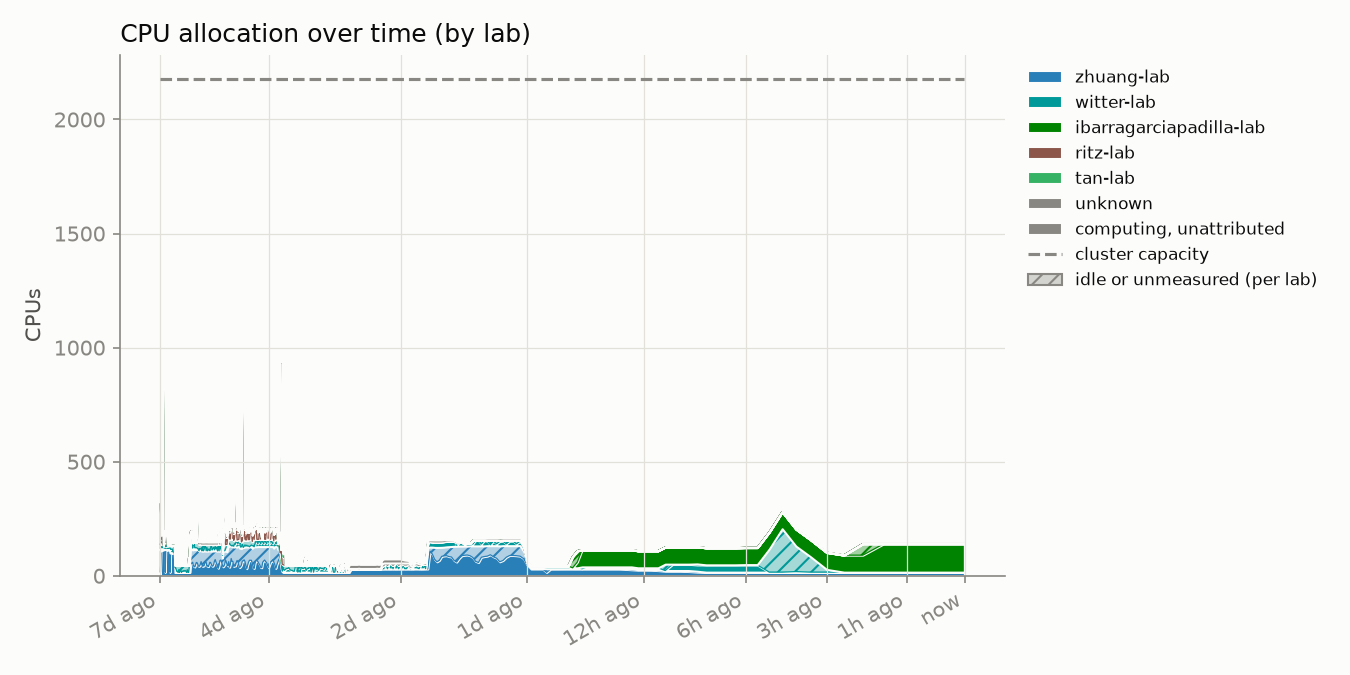 CPU allocation over time (by lab)
CPUs
2000
1500
1000
500
0
7d ago
4d ago
2d ago
1d ago
12h ago
6h ago
3h ago
1h ago
now
zhuang-lab
witter-lab
ibarragarciapadilla-lab
ritz-lab
tan-lab
unknown
computing, unattributed
cluster capacity
idle or unmeasured (per lab)